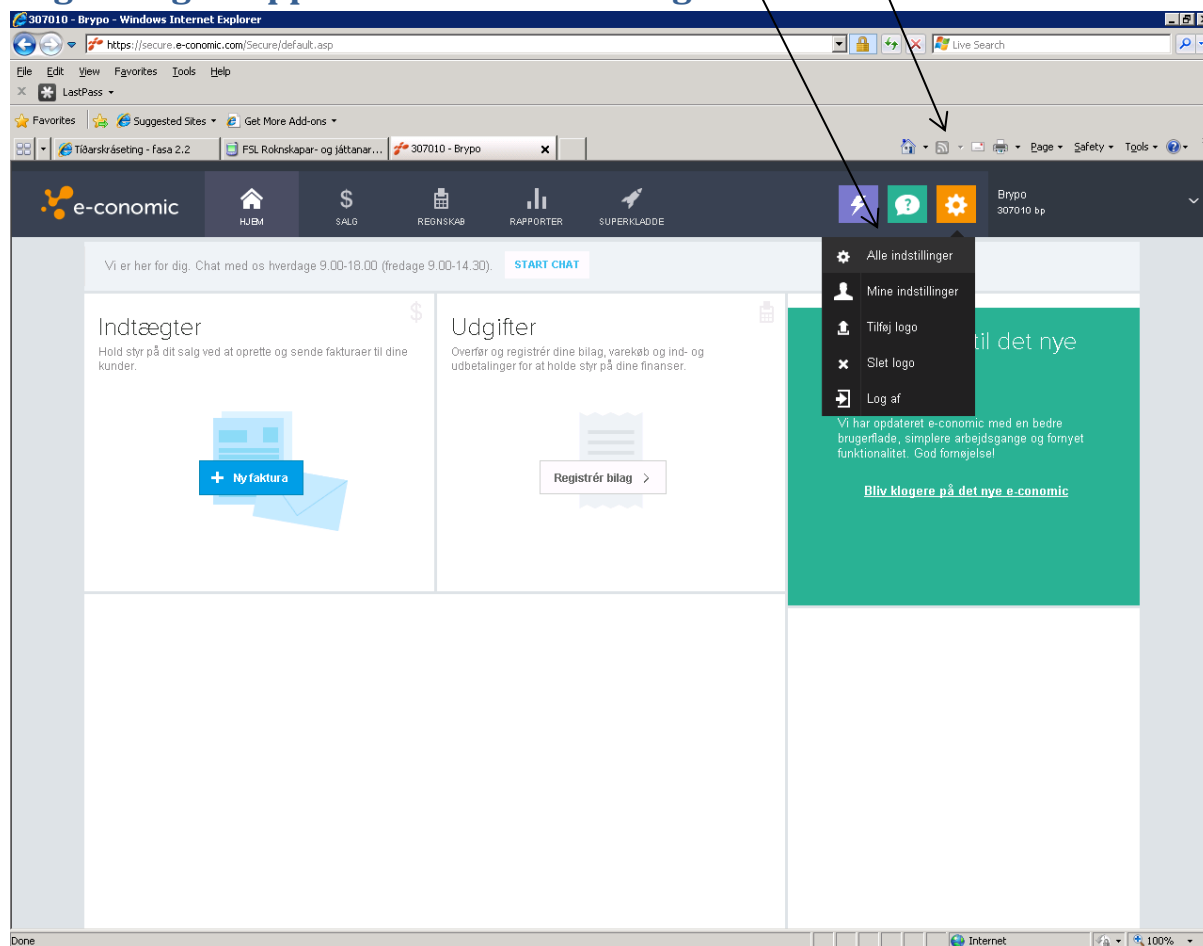 307010 - Brypo - Windows Internet Explorer
https://secure.e-conomic.com/Secure/default.asp
Live Search
File Edit View Favorites Tools Help
x LastPass
Favorites Suggested Sites Get More Add-ons
Tíðarskráseting - fasa 2.2 FSL Roknskapar- og játtanar... 307010 - Brypo x
Page Safety Tools
e-conomic
HJEM SALG REGNSKAB RAPPORTER SUPERKLADDE
Brypo
307010 bp
Vi er her for dig. Chat med os hverdage 9.00-18.00 (fredage 9.00-14.30). START CHAT
Alle indstillinger
Mine indstillinger
Tilføj logo
Slet logo
Log af
Indtægter
Hold styr på dit salg ved at oprette og sende fakturaer til dine
kunder.
+ Ny faktura
Udgifter
Overfør og registrér dine bilag, varekøb og ind- og
udbetalinger for at holde styr på dine finanser.
Registrér bilag >
til det nye
Vi har opdateret e-conomic med en bedre
brugerflade, simplere arbejdsgange og fornyet
funktionalitet. God fornøjelse!
Bliv klogere på det nye e-conomic
Done Internet 100%